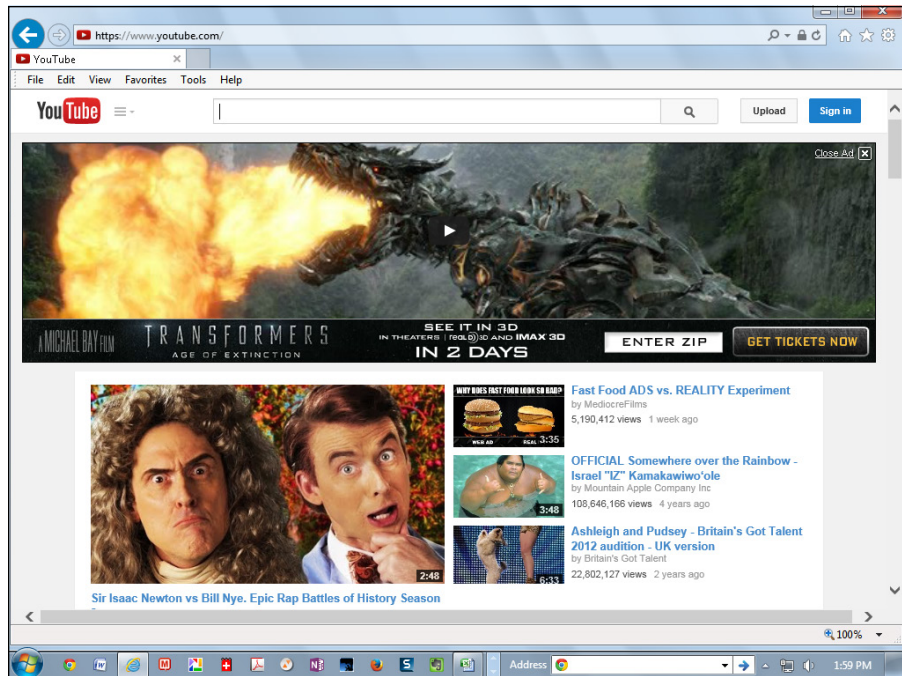 https://www.youtube.com/
YouTube
File Edit View Favorites Tools Help
YouTube
Upload
Sign in
Close Ad
A MICHAEL BAY FILM
TRANSFORMERS
AGE OF EXTINCTION
SEE IT IN 3D
IN THEATERS | REAL D 3D AND IMAX 3D
IN 2 DAYS
ENTER ZIP
GET TICKETS NOW
2:48
Sir Isaac Newton vs Bill Nye. Epic Rap Battles of History Season
WHY DOES FAST FOOD LOOK SO BAD?
WEB AD REAL 3:35
Fast Food ADS vs. REALITY Experiment
by MediocreFilms
5,190,412 views 1 week ago
3:48
OFFICIAL Somewhere over the Rainbow -
Israel "IZ" Kamakawiwoʻole
by Mountain Apple Company Inc
108,646,166 views 4 years ago
6:33
Ashleigh and Pudsey - Britain's Got Talent
2012 audition - UK version
by Britain's Got Talent
22,802,127 views 2 years ago
100%
Address
1:59 PM